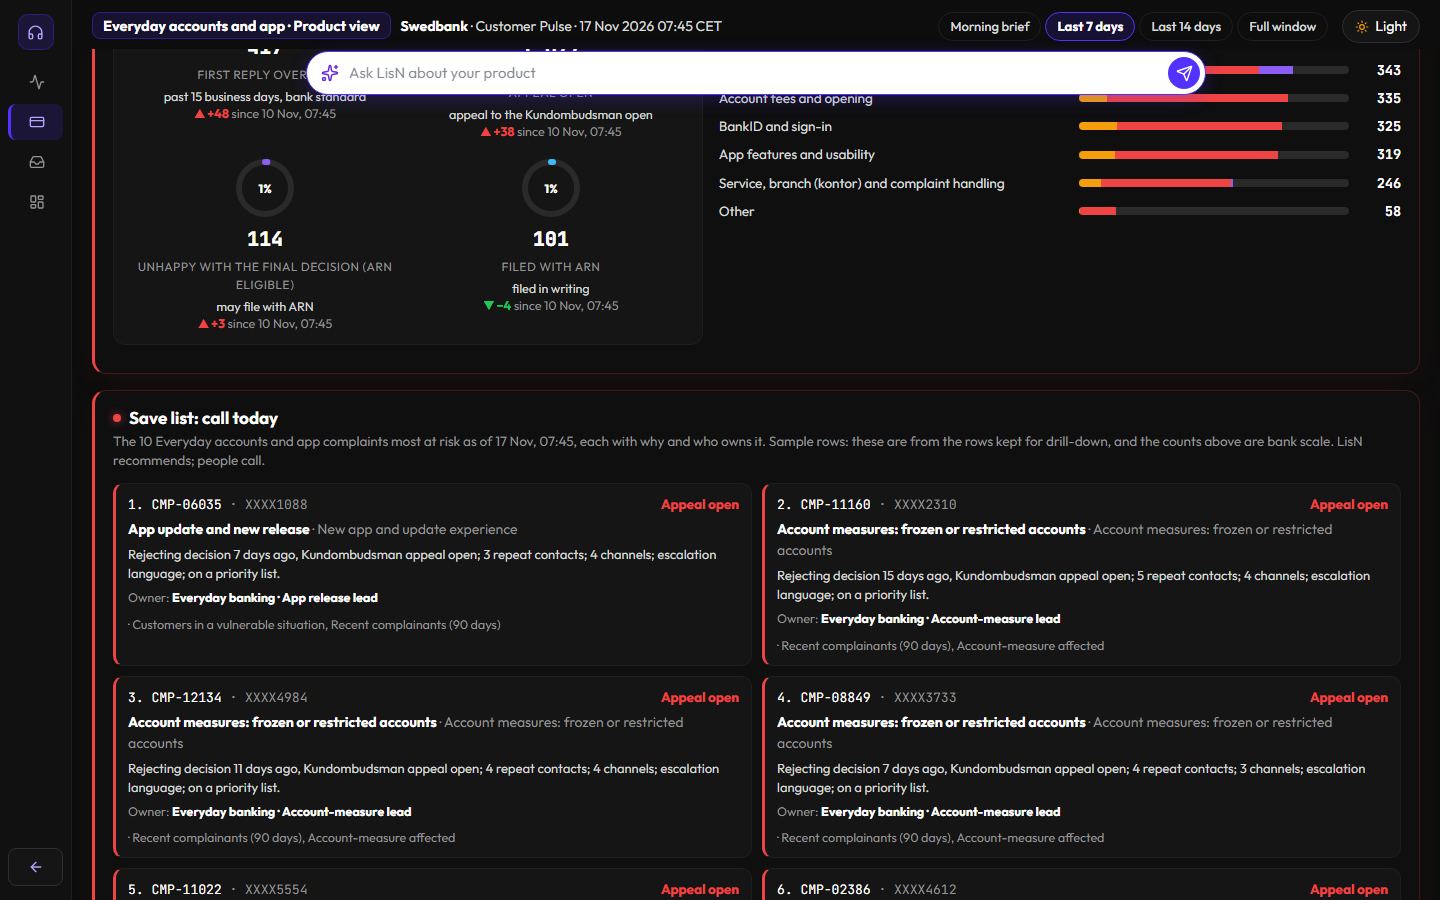 Everyday accounts and app · Product view
Swedbank · Customer Pulse · 17 Nov 2026 07:45 CET
Morning brief
Last 7 days
Last 14 days
Full window
Light
Ask LisN about your product
FIRST REPLY OVER
past 15 business days, bank standard
▲ +48 since 10 Nov, 07:45
appeal to the Kundombudsman open
▲ +38 since 10 Nov, 07:45
1%
114
UNHAPPY WITH THE FINAL DECISION (ARN
ELIGIBLE)
may file with ARN
▲ +3 since 10 Nov, 07:45
1%
101
FILED WITH ARN
filed in writing
▼ −4 since 10 Nov, 07:45
343
Account fees and opening 335
BankID and sign-in 325
App features and usability 319
Service, branch (kontor) and complaint handling 246
Other 58
Save list: call today
The 10 Everyday accounts and app complaints most at risk as of 17 Nov, 07:45, each with why and who owns it. Sample rows: these are from the rows kept for drill-down, and the counts above are bank scale. LisN
recommends; people call.
1. CMP-06035 · XXXX1088 Appeal open
App update and new release · New app and update experience
Rejecting decision 7 days ago, Kundombudsman appeal open; 3 repeat contacts; 4 channels; escalation
language; on a priority list.
Owner: Everyday banking · App release lead
· Customers in a vulnerable situation, Recent complainants (90 days)
2. CMP-11160 · XXXX2310 Appeal open
Account measures: frozen or restricted accounts · Account measures: frozen or restricted
accounts
Rejecting decision 15 days ago, Kundombudsman appeal open; 5 repeat contacts; 4 channels; escalation
language; on a priority list.
Owner: Everyday banking · Account-measure lead
· Recent complainants (90 days), Account-measure affected
3. CMP-12134 · XXXX4984 Appeal open
Account measures: frozen or restricted accounts · Account measures: frozen or restricted
accounts
Rejecting decision 11 days ago, Kundombudsman appeal open; 4 repeat contacts; 4 channels; escalation
language; on a priority list.
Owner: Everyday banking · Account-measure lead
· Recent complainants (90 days), Account-measure affected
4. CMP-08849 · XXXX3733 Appeal open
Account measures: frozen or restricted accounts · Account measures: frozen or restricted
accounts
Rejecting decision 7 days ago, Kundombudsman appeal open; 4 repeat contacts; 3 channels; escalation
language; on a priority list.
Owner: Everyday banking · Account-measure lead
· Recent complainants (90 days), Account-measure affected
5. CMP-11022 · XXXX5554 Appeal open
6. CMP-02386 · XXXX4612 Appeal open